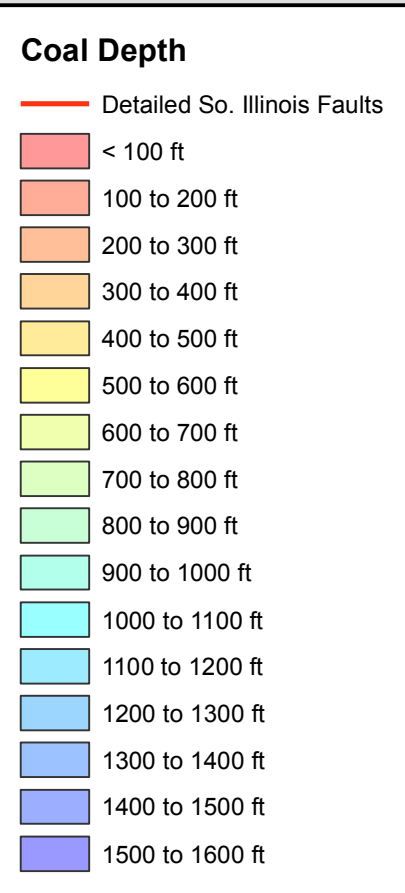 Coal Depth
Detailed So. Illinois Faults
< 100 ft
100 to 200 ft
200 to 300 ft
300 to 400 ft
400 to 500 ft
500 to 600 ft
600 to 700 ft
700 to 800 ft
800 to 900 ft
900 to 1000 ft
1000 to 1100 ft
1100 to 1200 ft
1200 to 1300 ft
1300 to 1400 ft
1400 to 1500 ft
1500 to 1600 ft